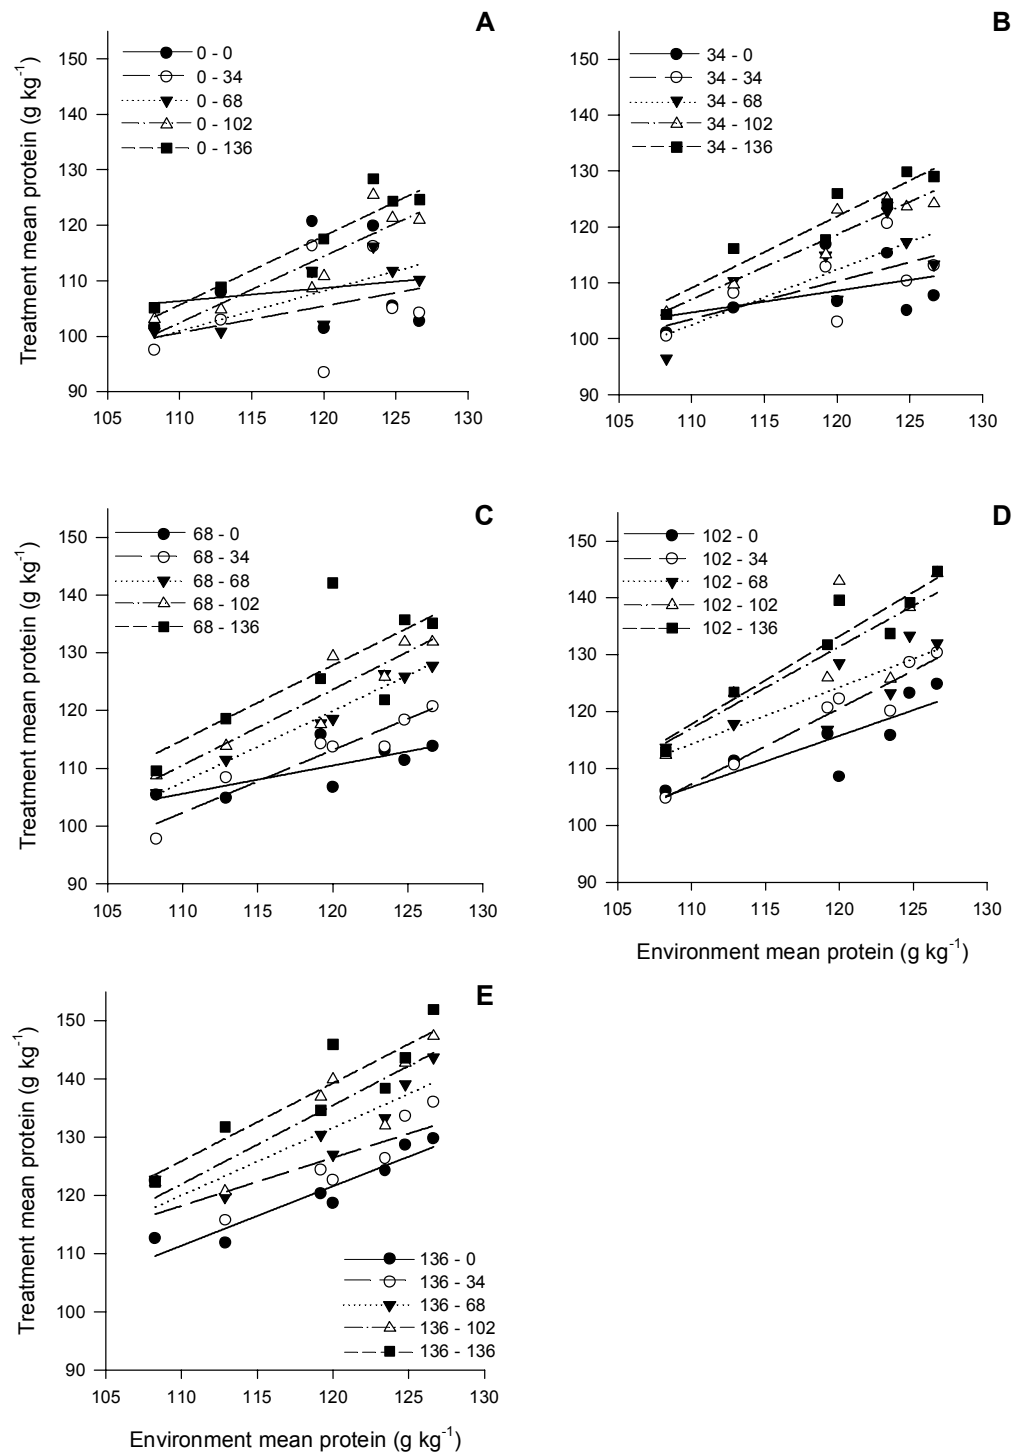 A
Treatment mean protein (g kg-1)
150
140
130
120
110
100
90
0 - 0
0 - 34
0 - 68
0 - 102
0 - 136
105 110 115 120 125 130
B
150
140
130
120
110
100
90
34 - 0
34 - 34
34 - 68
34 - 102
34 - 136
105 110 115 120 125 130
C
Treatment mean protein (g kg-1)
150
140
130
120
110
100
90
68 - 0
68 - 34
68 - 68
68 - 102
68 - 136
105 110 115 120 125 130
D
150
140
130
120
110
100
90
102 - 0
102 - 34
102 - 68
102 - 102
102 - 136
105 110 115 120 125 130
Environment mean protein (g kg-1)
E
Treatment mean protein (g kg-1)
150
140
130
120
110
100
90
136 - 0
136 - 34
136 - 68
136 - 102
136 - 136
105 110 115 120 125 130
Environment mean protein (g kg-1)